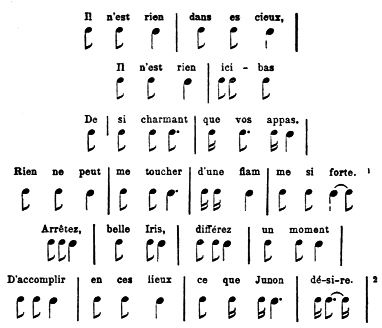 Il n'est rien dans es cieux,
Il n'est rien ici - bas
De si charmant que vos appas.
Rien ne peut me toucher d'une flam me si forte. 1
Arrêtez, belle Iris, différez un moment
D'accomplir en ces lieux ce que Junon dé-si-re. 2